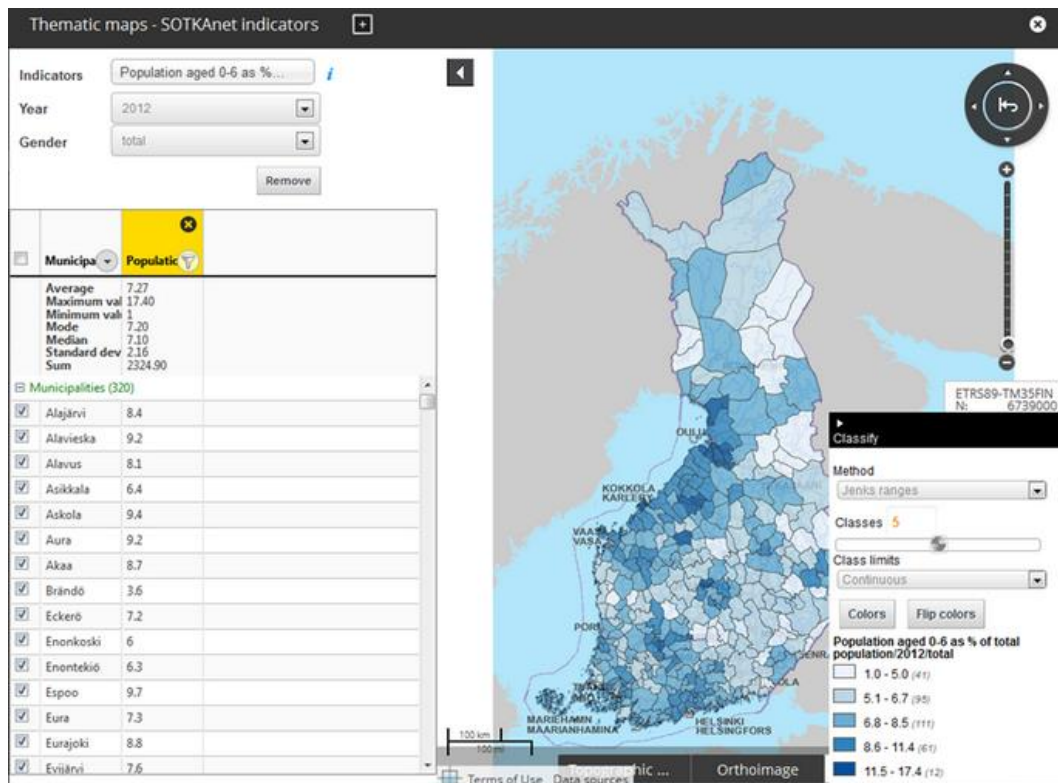 Thematic maps - SOTKAnet indicators
Indicators Population aged 0-6 as %... i
Year 2012
Gender total
Remove
Municipa Populatic
Average 7.27
Maximum val 17.40
Minimum val 1
Mode 7.20
Median 7.10
Standard dev 2.16
Sum 2324.90
Municipalities (320)
Alajärvi 8.4
Alavieska 9.2
Alavus 8.1
Asikkala 6.4
Askola 9.4
Aura 9.2
Akaa 8.7
Brändö 3.6
Eckerö 7.2
Enonkoski 6
Enontekiö 6.3
Espoo 9.7
Eura 7.3
Eurajoki 8.8
Evijärvi 7.6
OULU
KOKKOLA
KARLEBY
VAAS
VASA
PORI
MARIEHAMN
MAARIANHAMINA
HELSINKI
HELSINGFORS
100 km
100 mi
Terms of Use Data sources
Topographic ...
Orthoimage
ETRS89-TM35FIN
N: 6739000
Classify
Method
Jenks ranges
Classes 5
Class limits
Continuous
Colors Flip colors
Population aged 0-6 as % of total
population/2012/total
1.0 - 5.0 (41)
5.1 - 6.7 (95)
6.8 - 8.5 (111)
8.6 - 11.4 (61)
11.5 - 17.4 (12)